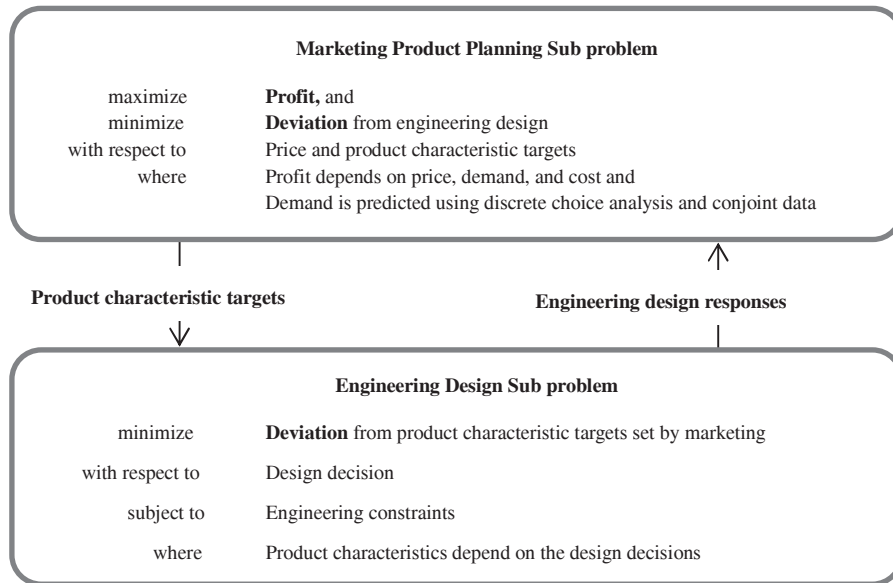 Marketing Product Planning Sub problem
maximize Profit, and
minimize Deviation from engineering design
with respect to Price and product characteristic targets
where Profit depends on price, demand, and cost and
Demand is predicted using discrete choice analysis and conjoint data
Product characteristic targets
Engineering design responses
Engineering Design Sub problem
minimize Deviation from product characteristic targets set by marketing
with respect to Design decision
subject to Engineering constraints
where Product characteristics depend on the design decisions